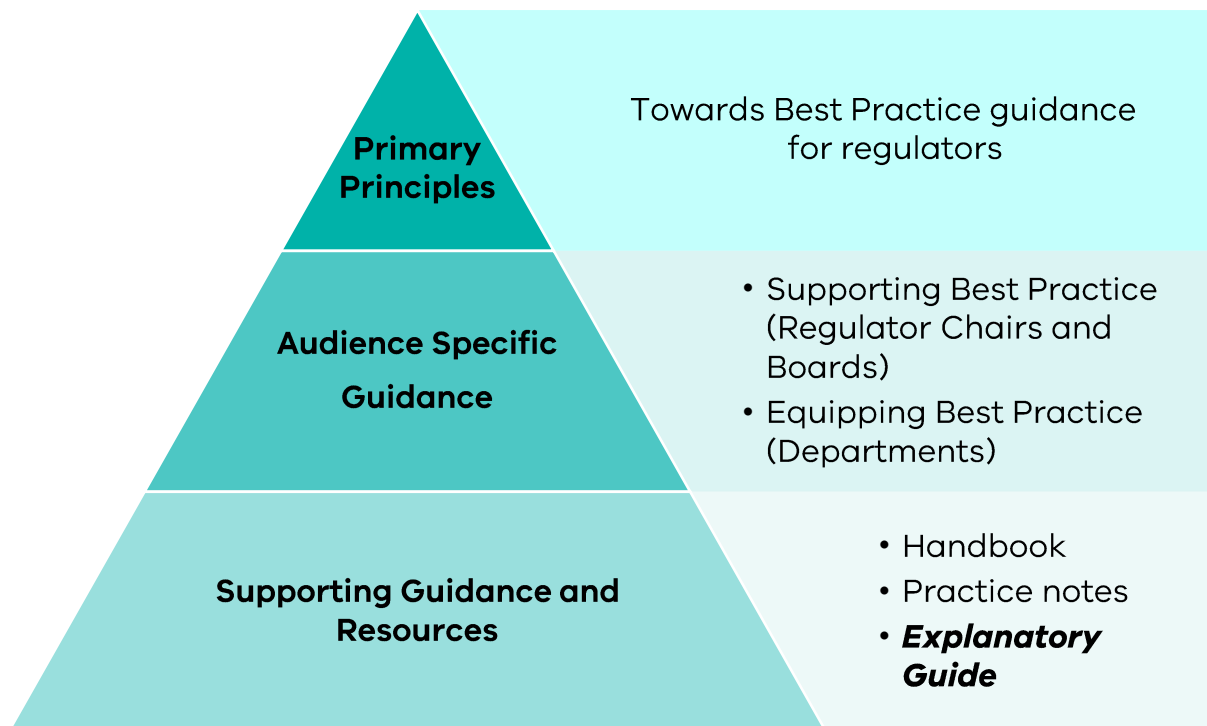 Primary
Principles
Towards Best Practice guidance
for regulators
Audience Specific
Guidance
• Supporting Best Practice
(Regulator Chairs and
Boards)
• Equipping Best Practice
(Departments)
Supporting Guidance and
Resources
• Handbook
• Practice notes
• Explanatory
Guide